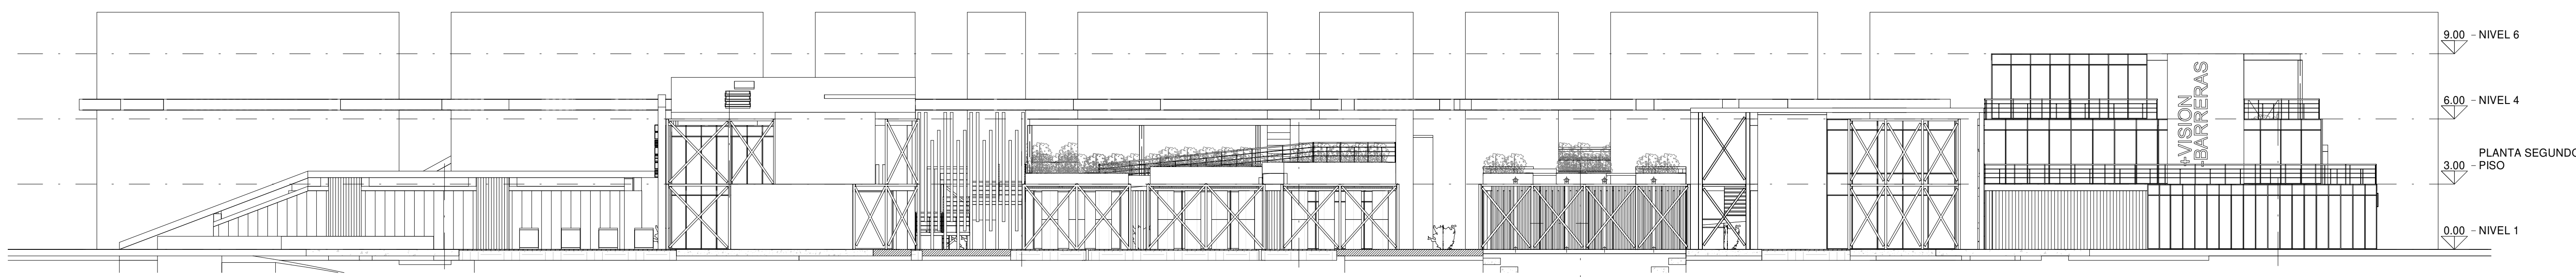 9.00 - NIVEL 6
6.00 - NIVEL 4
PLANTA SEGUNDO
3.00 - PISO
0.00 - NIVEL 1
+VISION
-BARRERAS